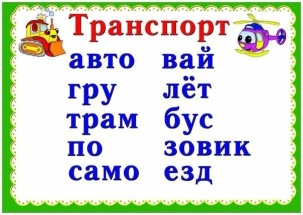 Транспорт
авто вай
гру лёт
трам бус
по зовик
само езд